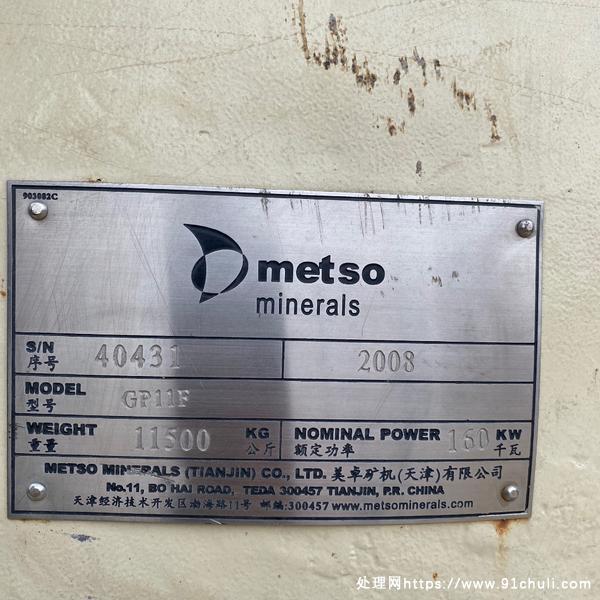 903082C
metso
minerals
S/N 序号 40431 2008
MODEL 型号 GP11F
WEIGHT 重量 11500 KG 公斤 NOMINAL POWER 额定功率 160 KW 千瓦
METSO MINERALS (TIANJIN) CO., LTD. 美卓矿机(天津)有限公司
No.11, BO HAI ROAD, TEDA 300457 TIANJIN, P.R. CHINA
天津经济技术开发区渤海路11号 邮编:300457 www.metsominerals.com
处理网https://www.91chuli.com/